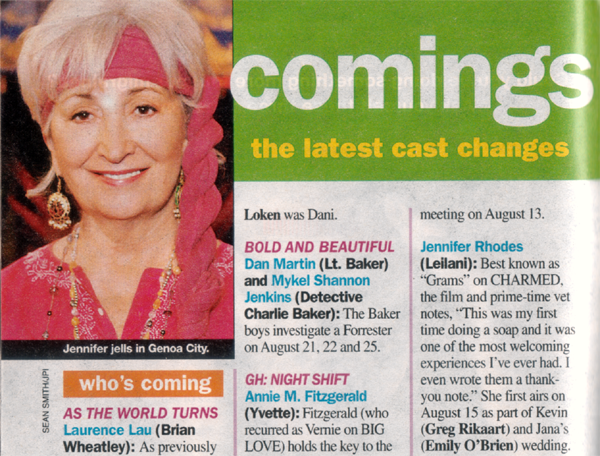 comings
the latest cast changes
Jennifer jells in Genoa City.
SEAN SMITH/JPI
who's coming
AS THE WORLD TURNS
Laurence Lau (Brian
Wheatley): As previously
Loken was Dani.
BOLD AND BEAUTIFUL
Dan Martin (Lt. Baker)
and Mykel Shannon
Jenkins (Detective
Charlie Baker): The Baker
boys investigate a Forrester
on August 21, 22 and 25.
GH: NIGHT SHIFT
Annie M. Fitzgerald
(Yvette): Fitzgerald (who
recurred as Vernie on BIG
LOVE) holds the key to the
meeting on August 13.
Jennifer Rhodes
(Leilani): Best known as
"Grams" on CHARMED,
the film and prime-time vet
notes, "This was my first
time doing a soap and it was
one of the most welcoming
experiences I've ever had. I
even wrote them a thank-
you note." She first airs on
August 15 as part of Kevin
(Greg Rikaart) and Jana's
(Emily O'Brien) wedding.